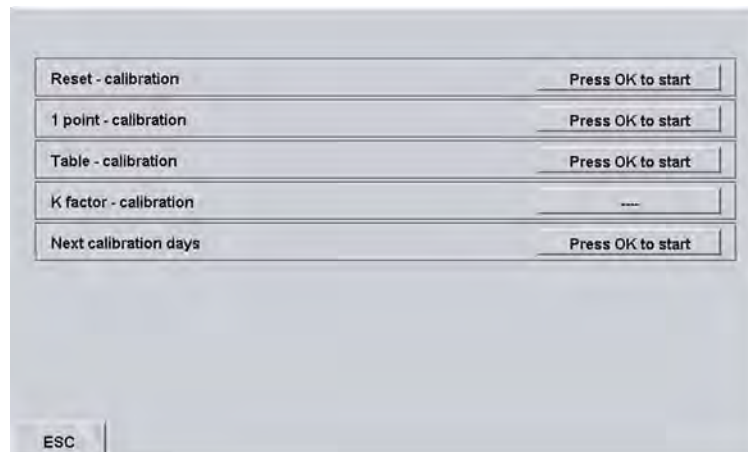 Reset - calibration Press OK to start
1 point - calibration Press OK to start
Table - calibration Press OK to start
K factor - calibration ----
Next calibration days Press OK to start
ESC